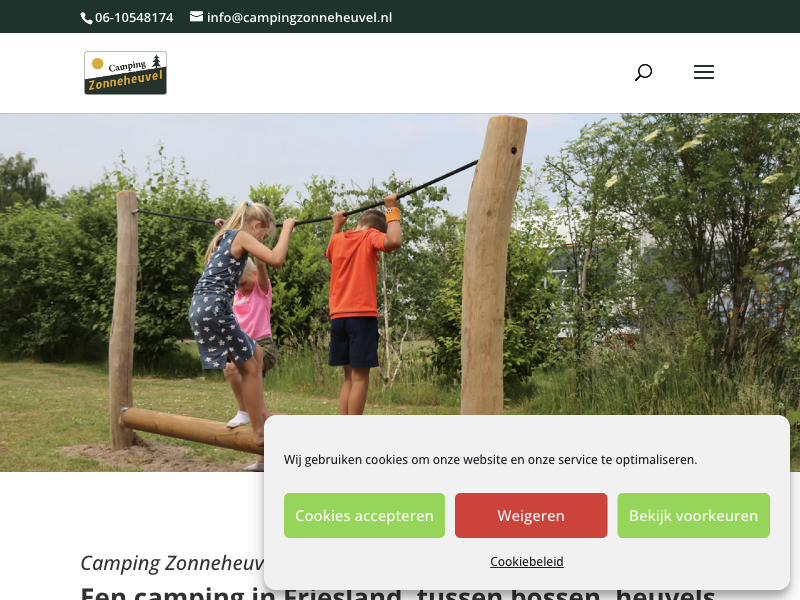 06-10548174 info@campingzonneheuvel.nl
Camping
Zonneheuvel
Wij gebruiken cookies om onze website en onze service te optimaliseren.
Cookies accepteren Weigeren Bekijk voorkeuren
Cookiebeleid
Camping Zonneheuv
Een camping in Friesland, tussen bossen, heuvels